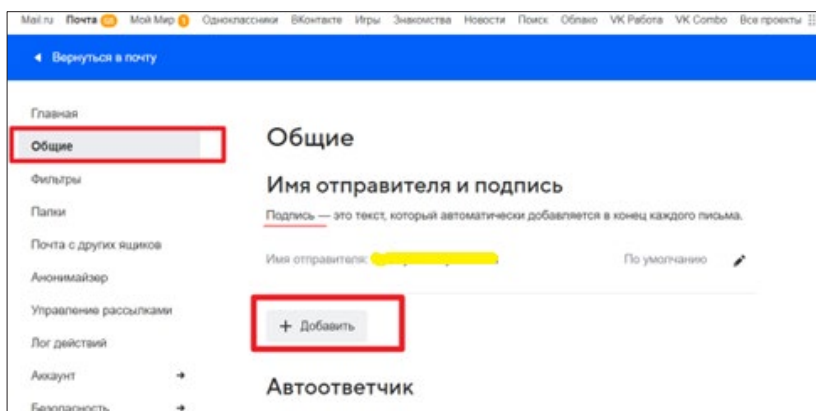 Mail.ru Почта Мой Мир Одноклассники ВКонтакте Игры Знакомства Новости Поиск Облако VK Работа VK Combo Все проекты
Вернуться в почту
Главная
Общие
Фильтры
Папки
Почта с других ящиков
Анонимайзер
Управление рассылками
Лог действий
Аккаунт
Безопасность
Общие
Имя отправителя и подпись
Подпись — это текст, который автоматически добавляется в конец каждого письма.
Имя отправителя: По умолчанию
+ Добавить
Автоответчик